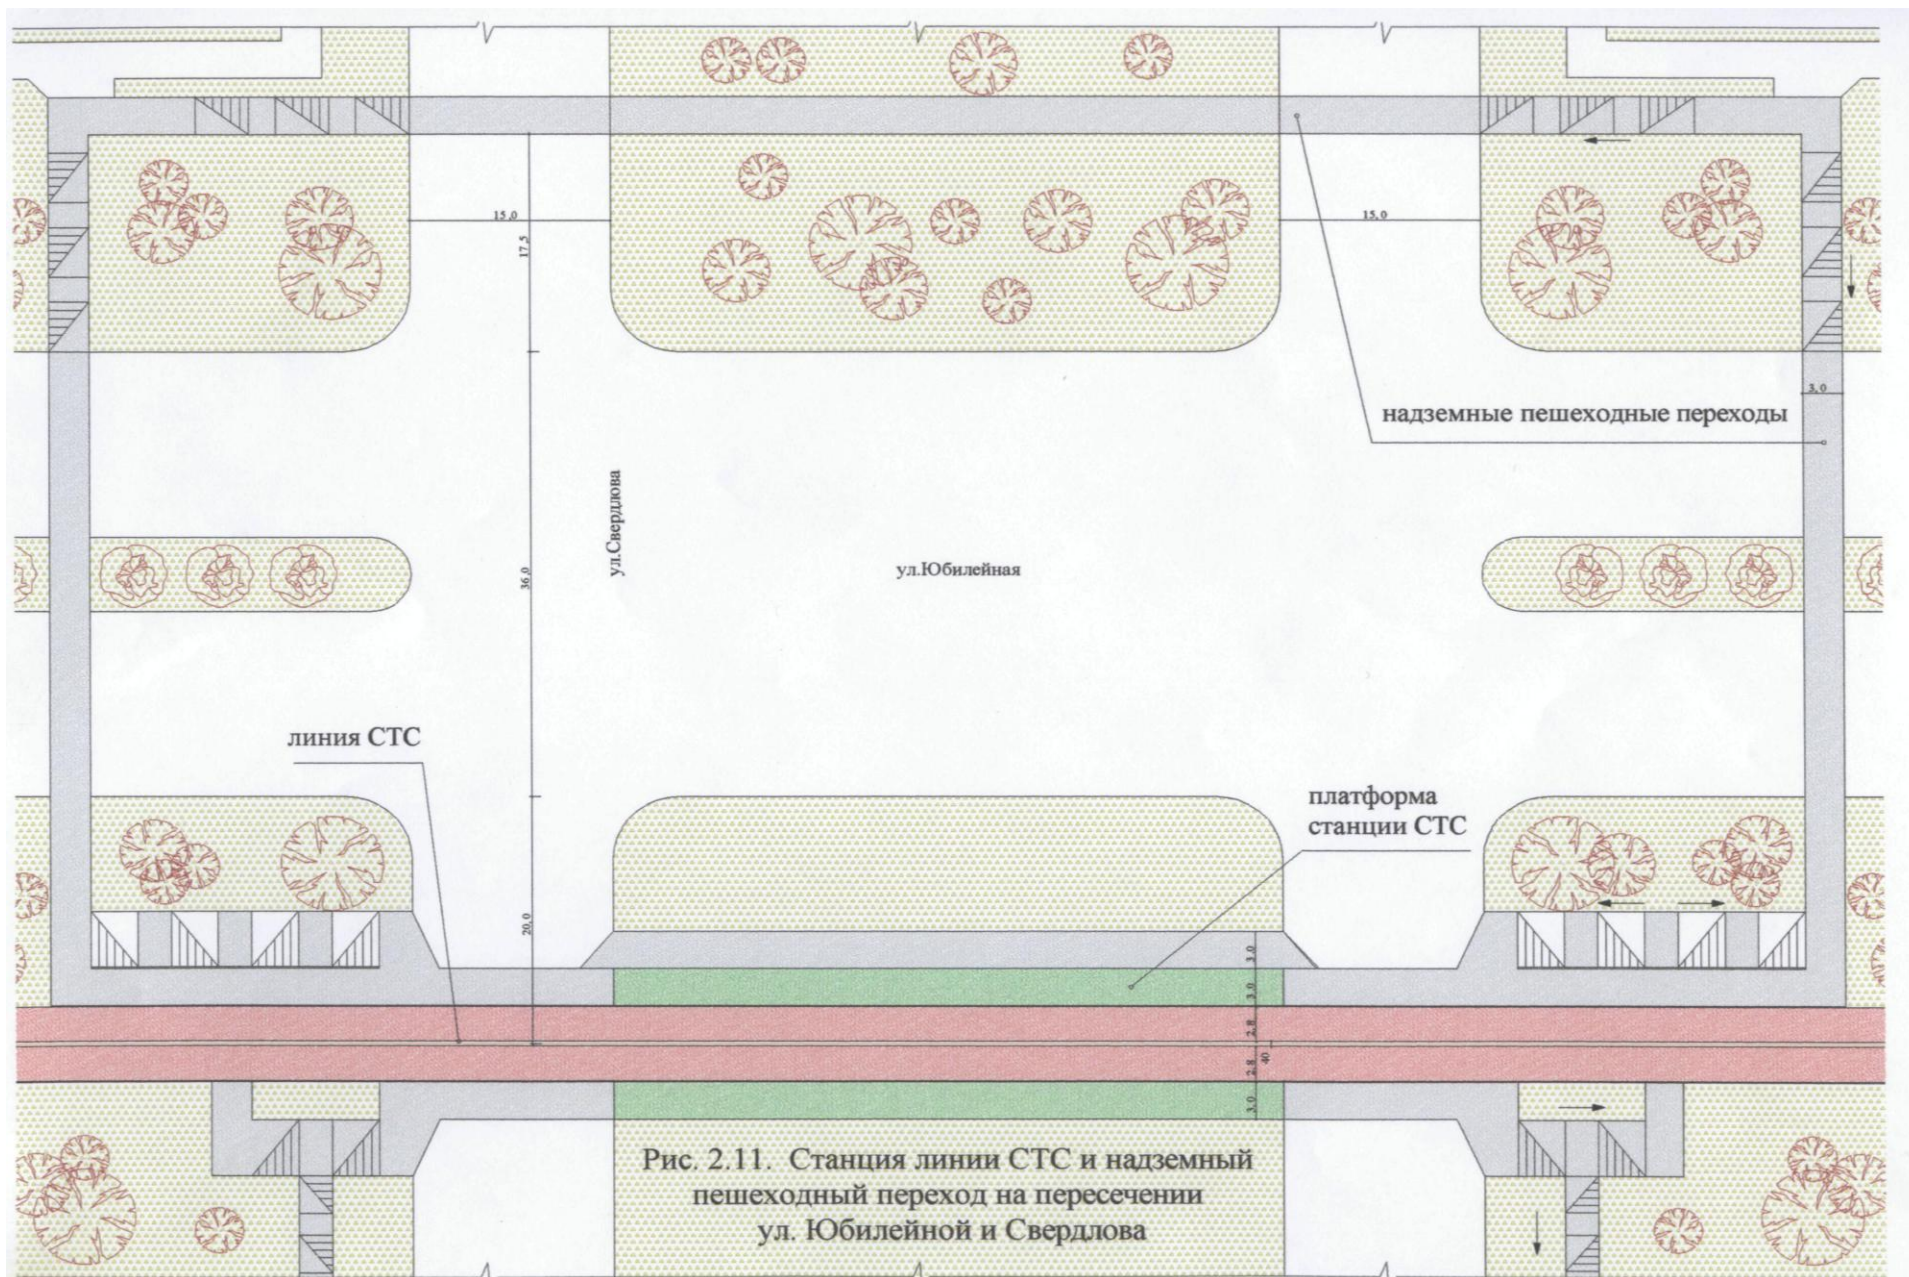 15,0
17,5
15,0
3,0
надземные пешеходные переходы
ул.Свердлова
36,0
ул.Юбилейная
линия СТС
платформа
станции СТС
20,0
3,0
3,0
2,8
2,8
40
3,0
Рис. 2.11. Станция линии СТС и надземный
пешеходный переход на пересечении
ул. Юбилейной и Свердлова